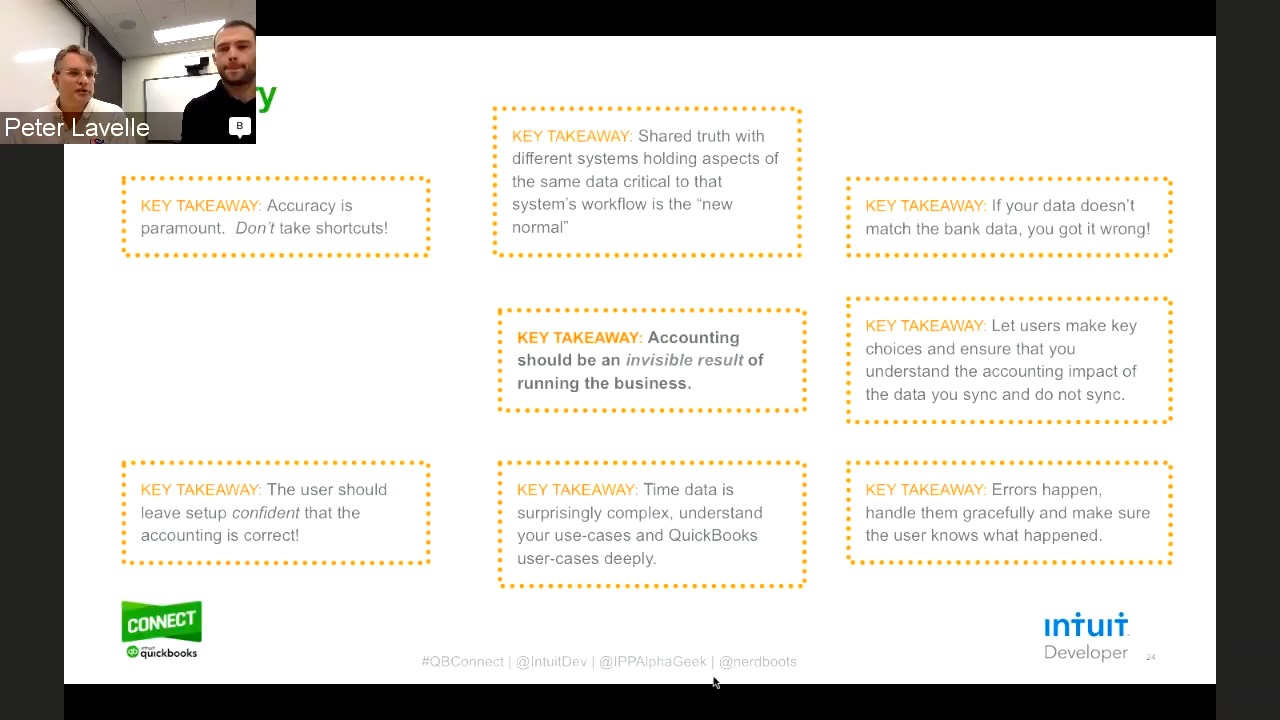 Peter Lavelle
B
y
KEY TAKEAWAY: Shared truth with
different systems holding aspects of
the same data critical to that
system's workflow is the “new
normal”
KEY TAKEAWAY: Accuracy is
paramount. Don't take shortcuts!
KEY TAKEAWAY: If your data doesn't
match the bank data, you got it wrong!
KEY TAKEAWAY: Accounting
should be an invisible result of
running the business.
KEY TAKEAWAY: Let users make key
choices and ensure that you
understand the accounting impact of
the data you sync and do not sync.
KEY TAKEAWAY: The user should
leave setup confident that the
accounting is correct!
KEY TAKEAWAY: Time data is
surprisingly complex, understand
your use-cases and QuickBooks
user-cases deeply.
KEY TAKEAWAY: Errors happen,
handle them gracefully and make sure
the user knows what happened.
CONNECT
qb intuit quickbooks
#QBConnect | @IntuitDev | @IPPAlphaGeek | @nerdboots
intuit
Developer
24